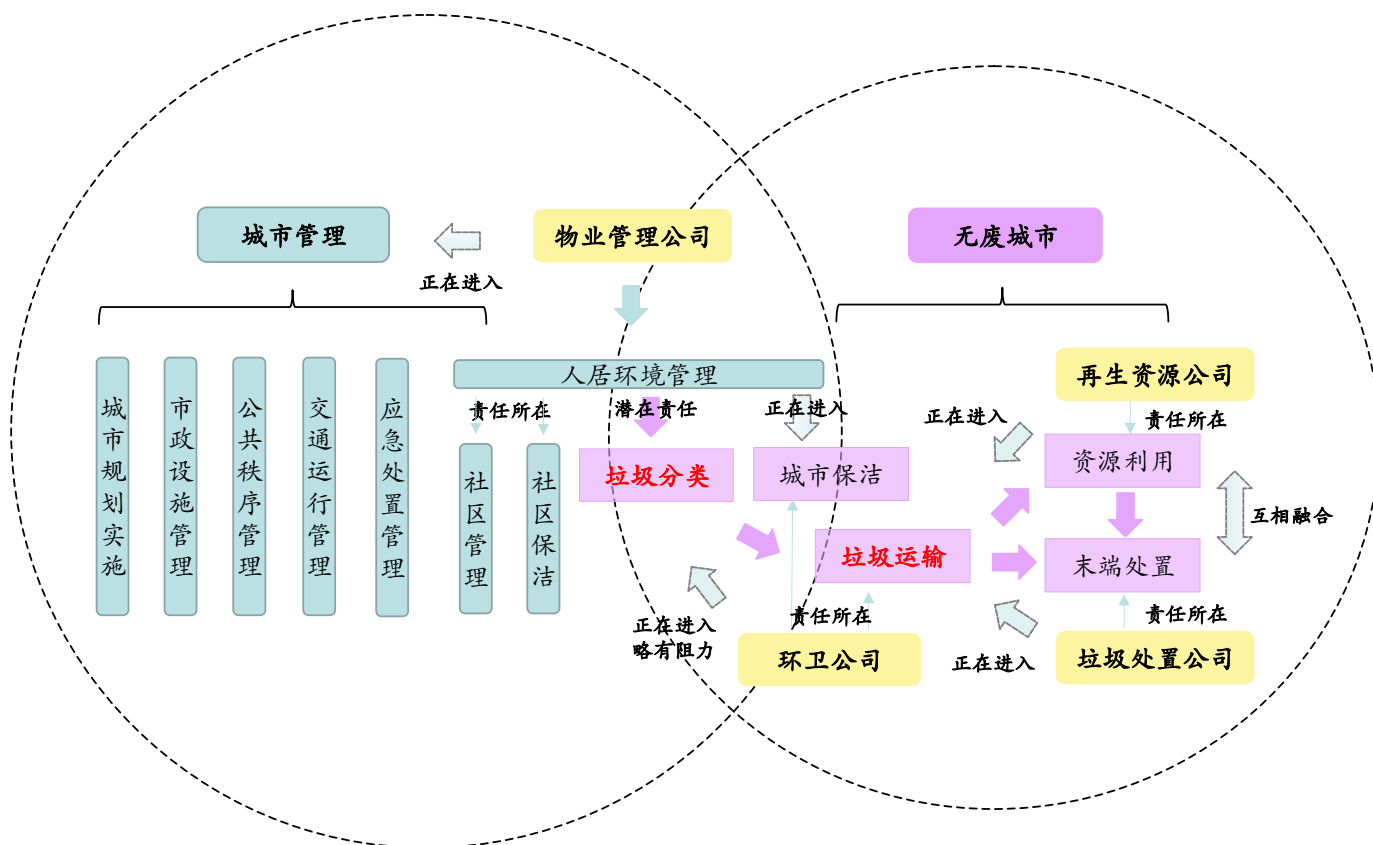 城市管理
物业管理公司
无废城市
正在进入
人居环境管理
再生资源公司
城市规划实施
市政设施管理
公共秩序管理
交通运行管理
应急处置管理
责任所在
潜在责任
正在进入
正在进入
责任所在
社区管理
社区保洁
垃圾分类
城市保洁
资源利用
互相融合
垃圾运输
末端处置
正在进入
略有阻力
责任所在
责任所在
环卫公司
正在进入
垃圾处置公司